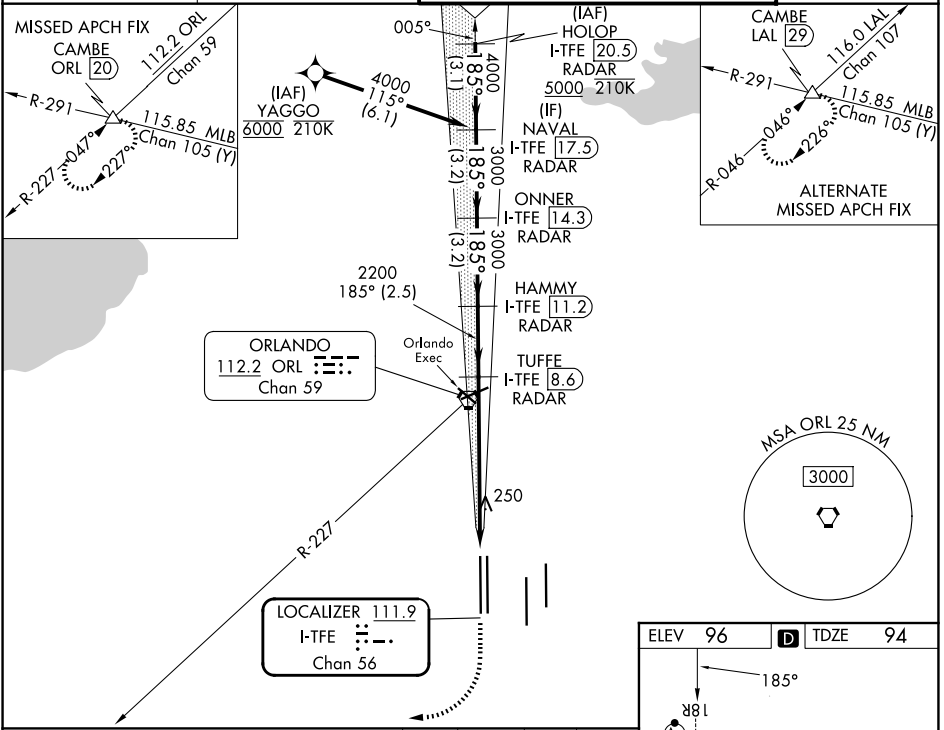 MISSED APCH FIX
CAMBE
ORL 20
112.2 ORL
Chan 59
R-291
115.85 MLB
Chan 105 (Y)
047°
R-227
227°
(IAF)
YAGGO
6000 210K
4000
115°
(6.1)
005°
4000
185°
(3.1)
(IAF)
HOLOP
I-TFE 20.5
RADAR
5000 210K
(IF)
NAVAL
I-TFE 17.5
RADAR
3000
185°
(3.2)
ONNER
I-TFE 14.3
RADAR
3000
185°
(3.2)
2200
185° (2.5)
HAMMY
I-TFE 11.2
RADAR
TUFFE
I-TFE 8.6
RADAR
Orlando
Exec
ORLANDO
112.2 ORL
Chan 59
CAMBE
LAL 29
116.0 LAL
Chan 107
R-291
115.85 MLB
Chan 105 (Y)
046°
R-046
226°
ALTERNATE
MISSED APCH FIX
250
R-227
LOCALIZER 111.9
I-TFE
Chan 56
MSA ORL 25 NM
3000
ELEV 96
D
TDZE 94
185°
18R